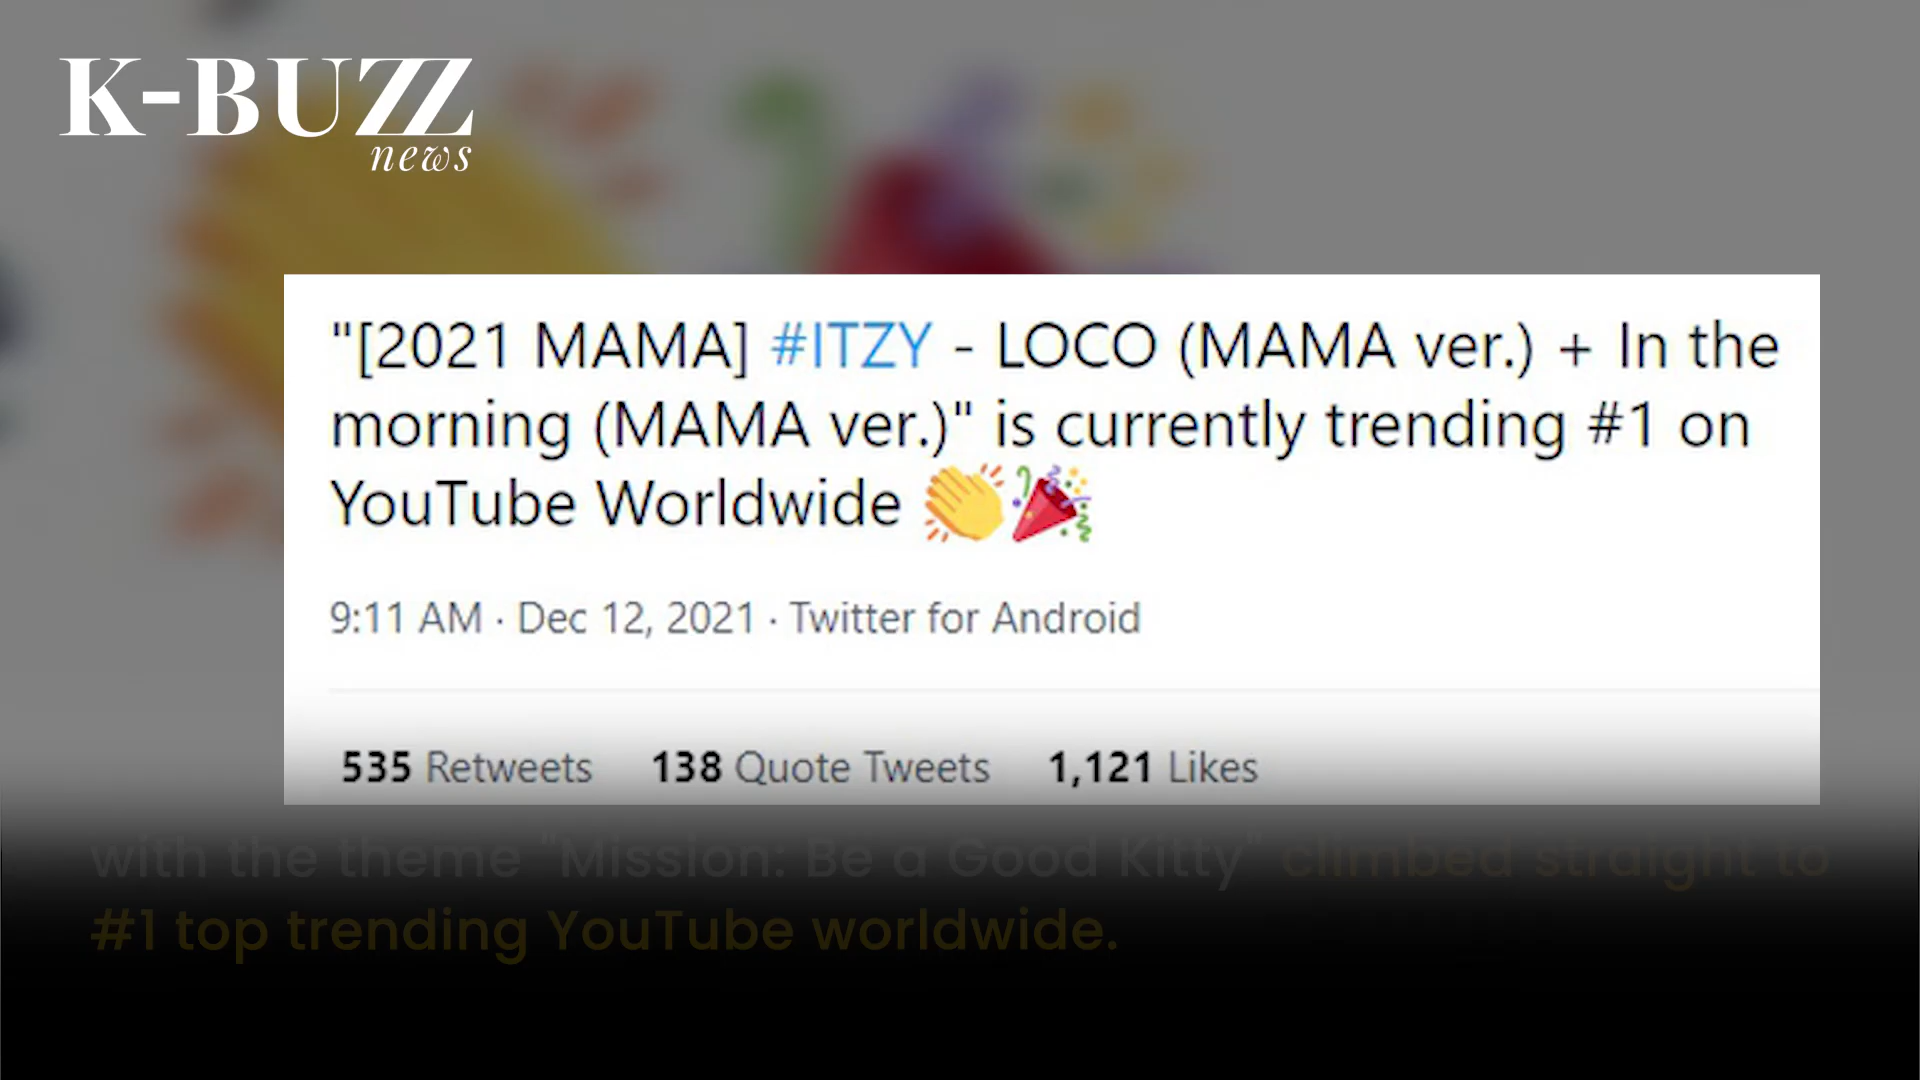 K-BUZZ
news
"[2021 MAMA] #ITZY - LOCO (MAMA ver.) + In the
morning (MAMA ver.)" is currently trending #1 on
YouTube Worldwide 👏🎉
9:11 AM · Dec 12, 2021 · Twitter for Android
535 Retweets 138 Quote Tweets 1,121 Likes
with the theme "Mission: Be a Good Kitty" climbed straight to
#1 top trending YouTube worldwide.